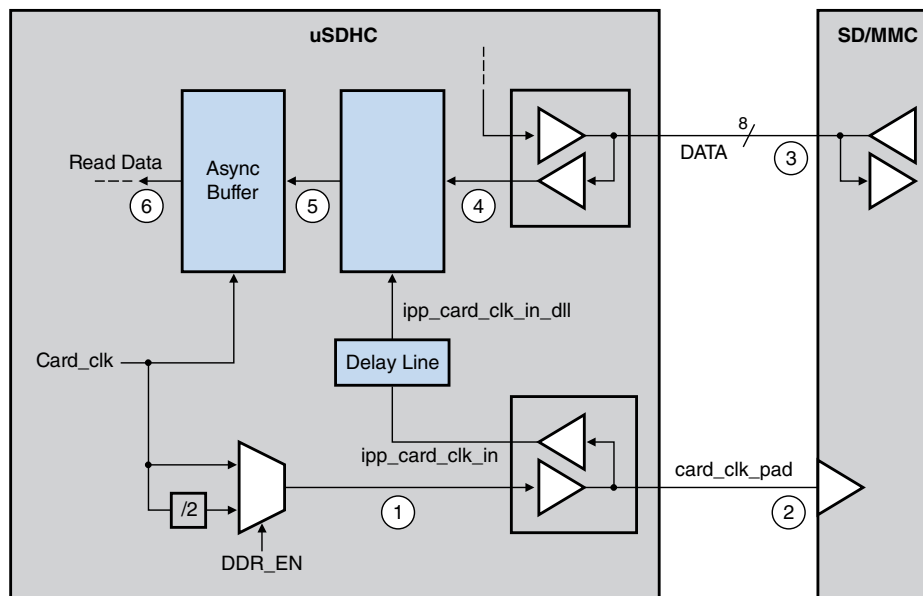 uSDHC
SD/MMC
8
Read Data
Async
Buffer
DATA
3
6
5
4
ipp_card_clk_in_dll
Card_clk
Delay Line
ipp_card_clk_in
card_clk_pad
/2
1
2
DDR_EN